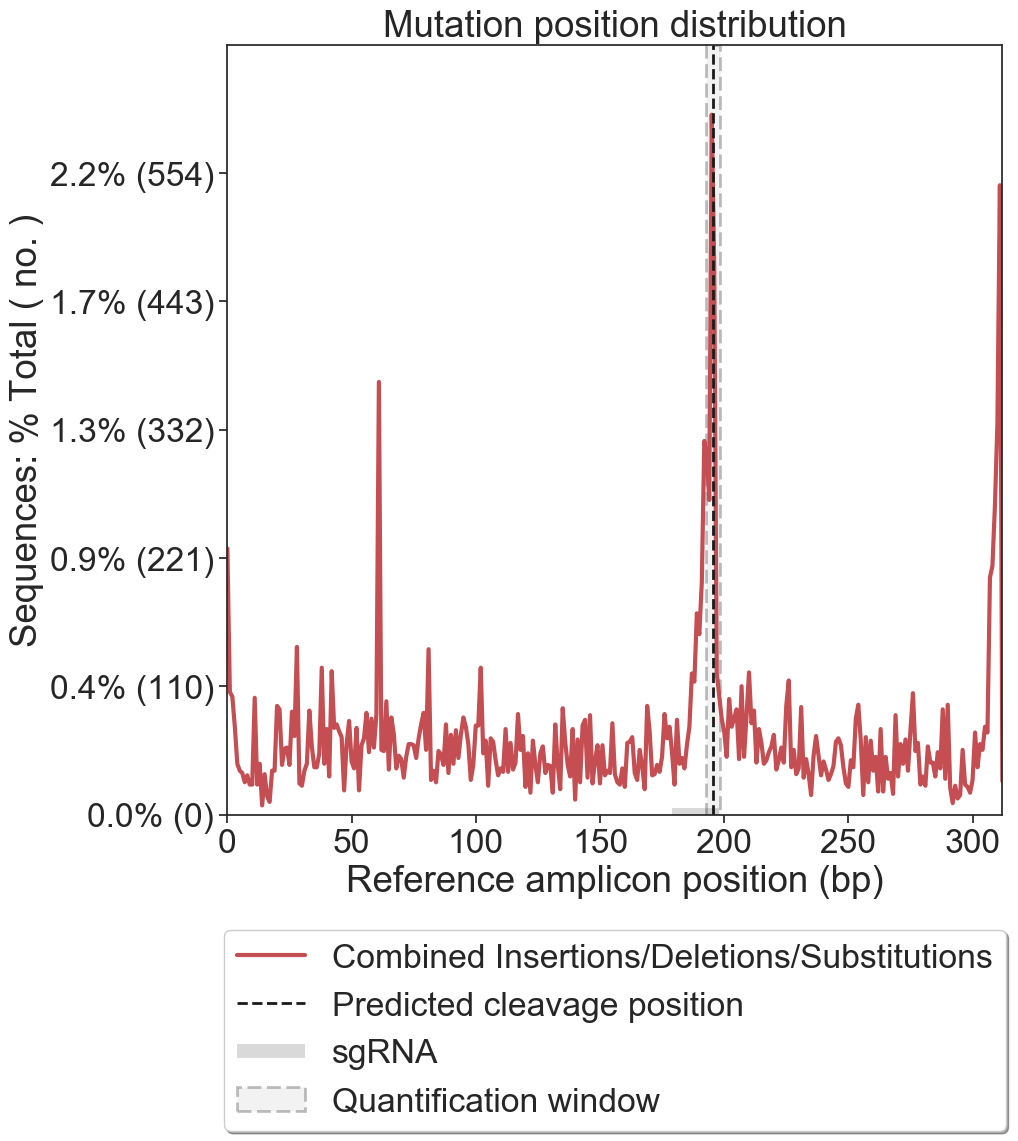 Mutation position distribution
Sequences: % Total ( no. )
2.2% (554)
1.7% (443)
1.3% (332)
0.9% (221)
0.4% (110)
0.0% (0)
0 50 100 150 200 250 300
Reference amplicon position (bp)
Combined Insertions/Deletions/Substitutions
Predicted cleavage position
sgRNA
Quantification window